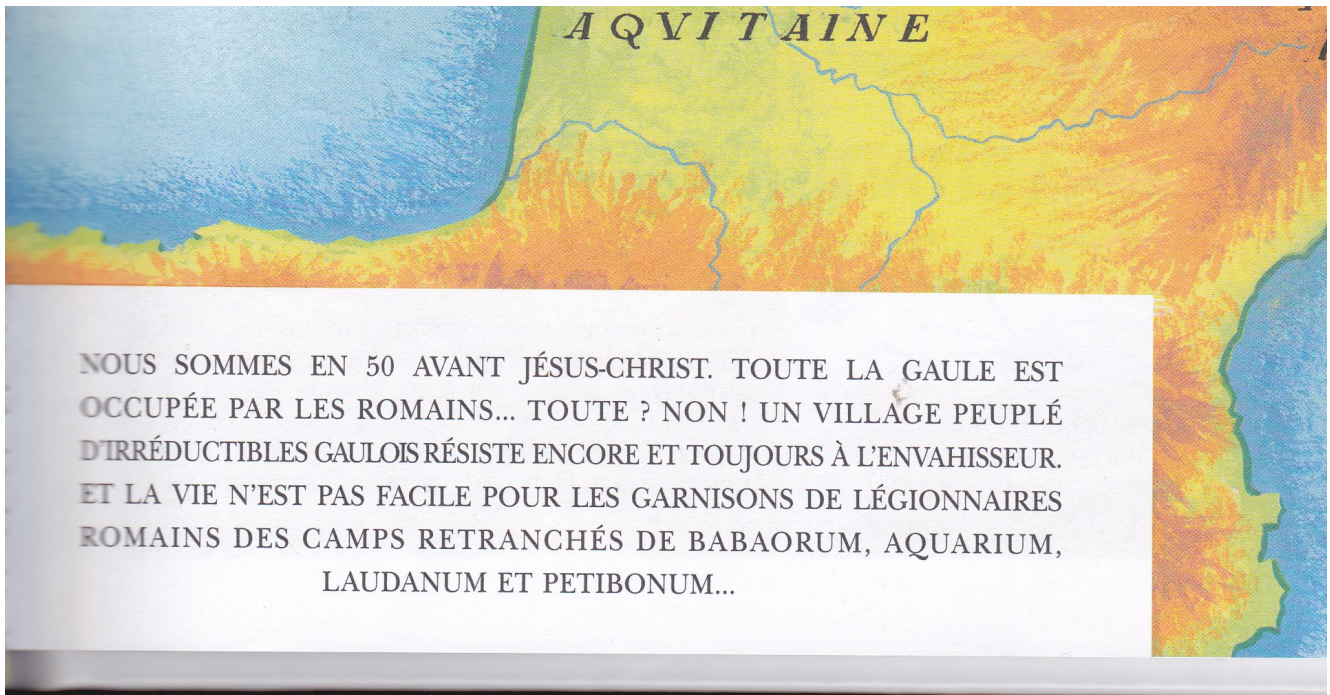 AQVITAINE
NOUS SOMMES EN 50 AVANT JÉSUS-CHRIST. TOUTE LA GAULE EST
OCCUPÉE PAR LES ROMAINS... TOUTE ? NON ! UN VILLAGE PEUPLÉ
D'IRRÉDUCTIBLES GAULOIS RÉSISTE ENCORE ET TOUJOURS À L'ENVAHISSEUR.
ET LA VIE N'EST PAS FACILE POUR LES GARNISONS DE LÉGIONNAIRES
ROMAINS DES CAMPS RETRANCHÉS DE BABAORUM, AQUARIUM,
LAUDANUM ET PETIBONUM...